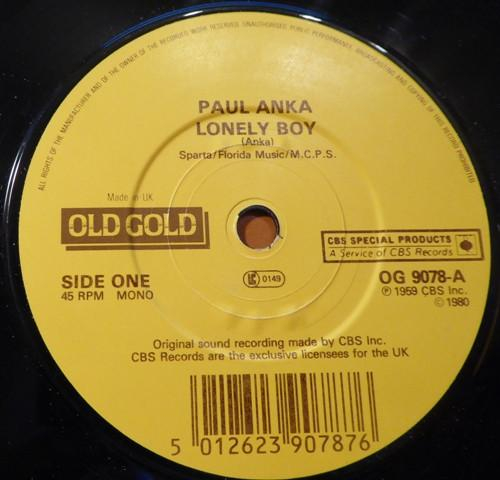 ALL RIGHTS OF THE MANUFACTURER AND OF THE OWNER OF THE RECORDED WORK RESERVED UNAUTHORISED PUBLIC PERFORMANCE BROADCASTING AND COPYING OF THIS RECORD PROHIBITED
PAUL ANKA
LONELY BOY
(Anka)
Sparta/Florida Music/M.C.P.S.
Made in UK
OLD GOLD
CBS SPECIAL PRODUCTS
A Service of CBS Records
SIDE ONE
45 RPM MONO
LC 0149
OG 9078-A
℗ 1959 CBS Inc.
© 1980
Original sound recording made by CBS Inc.
CBS Records are the exclusive licensees for the UK
5 012623 907876